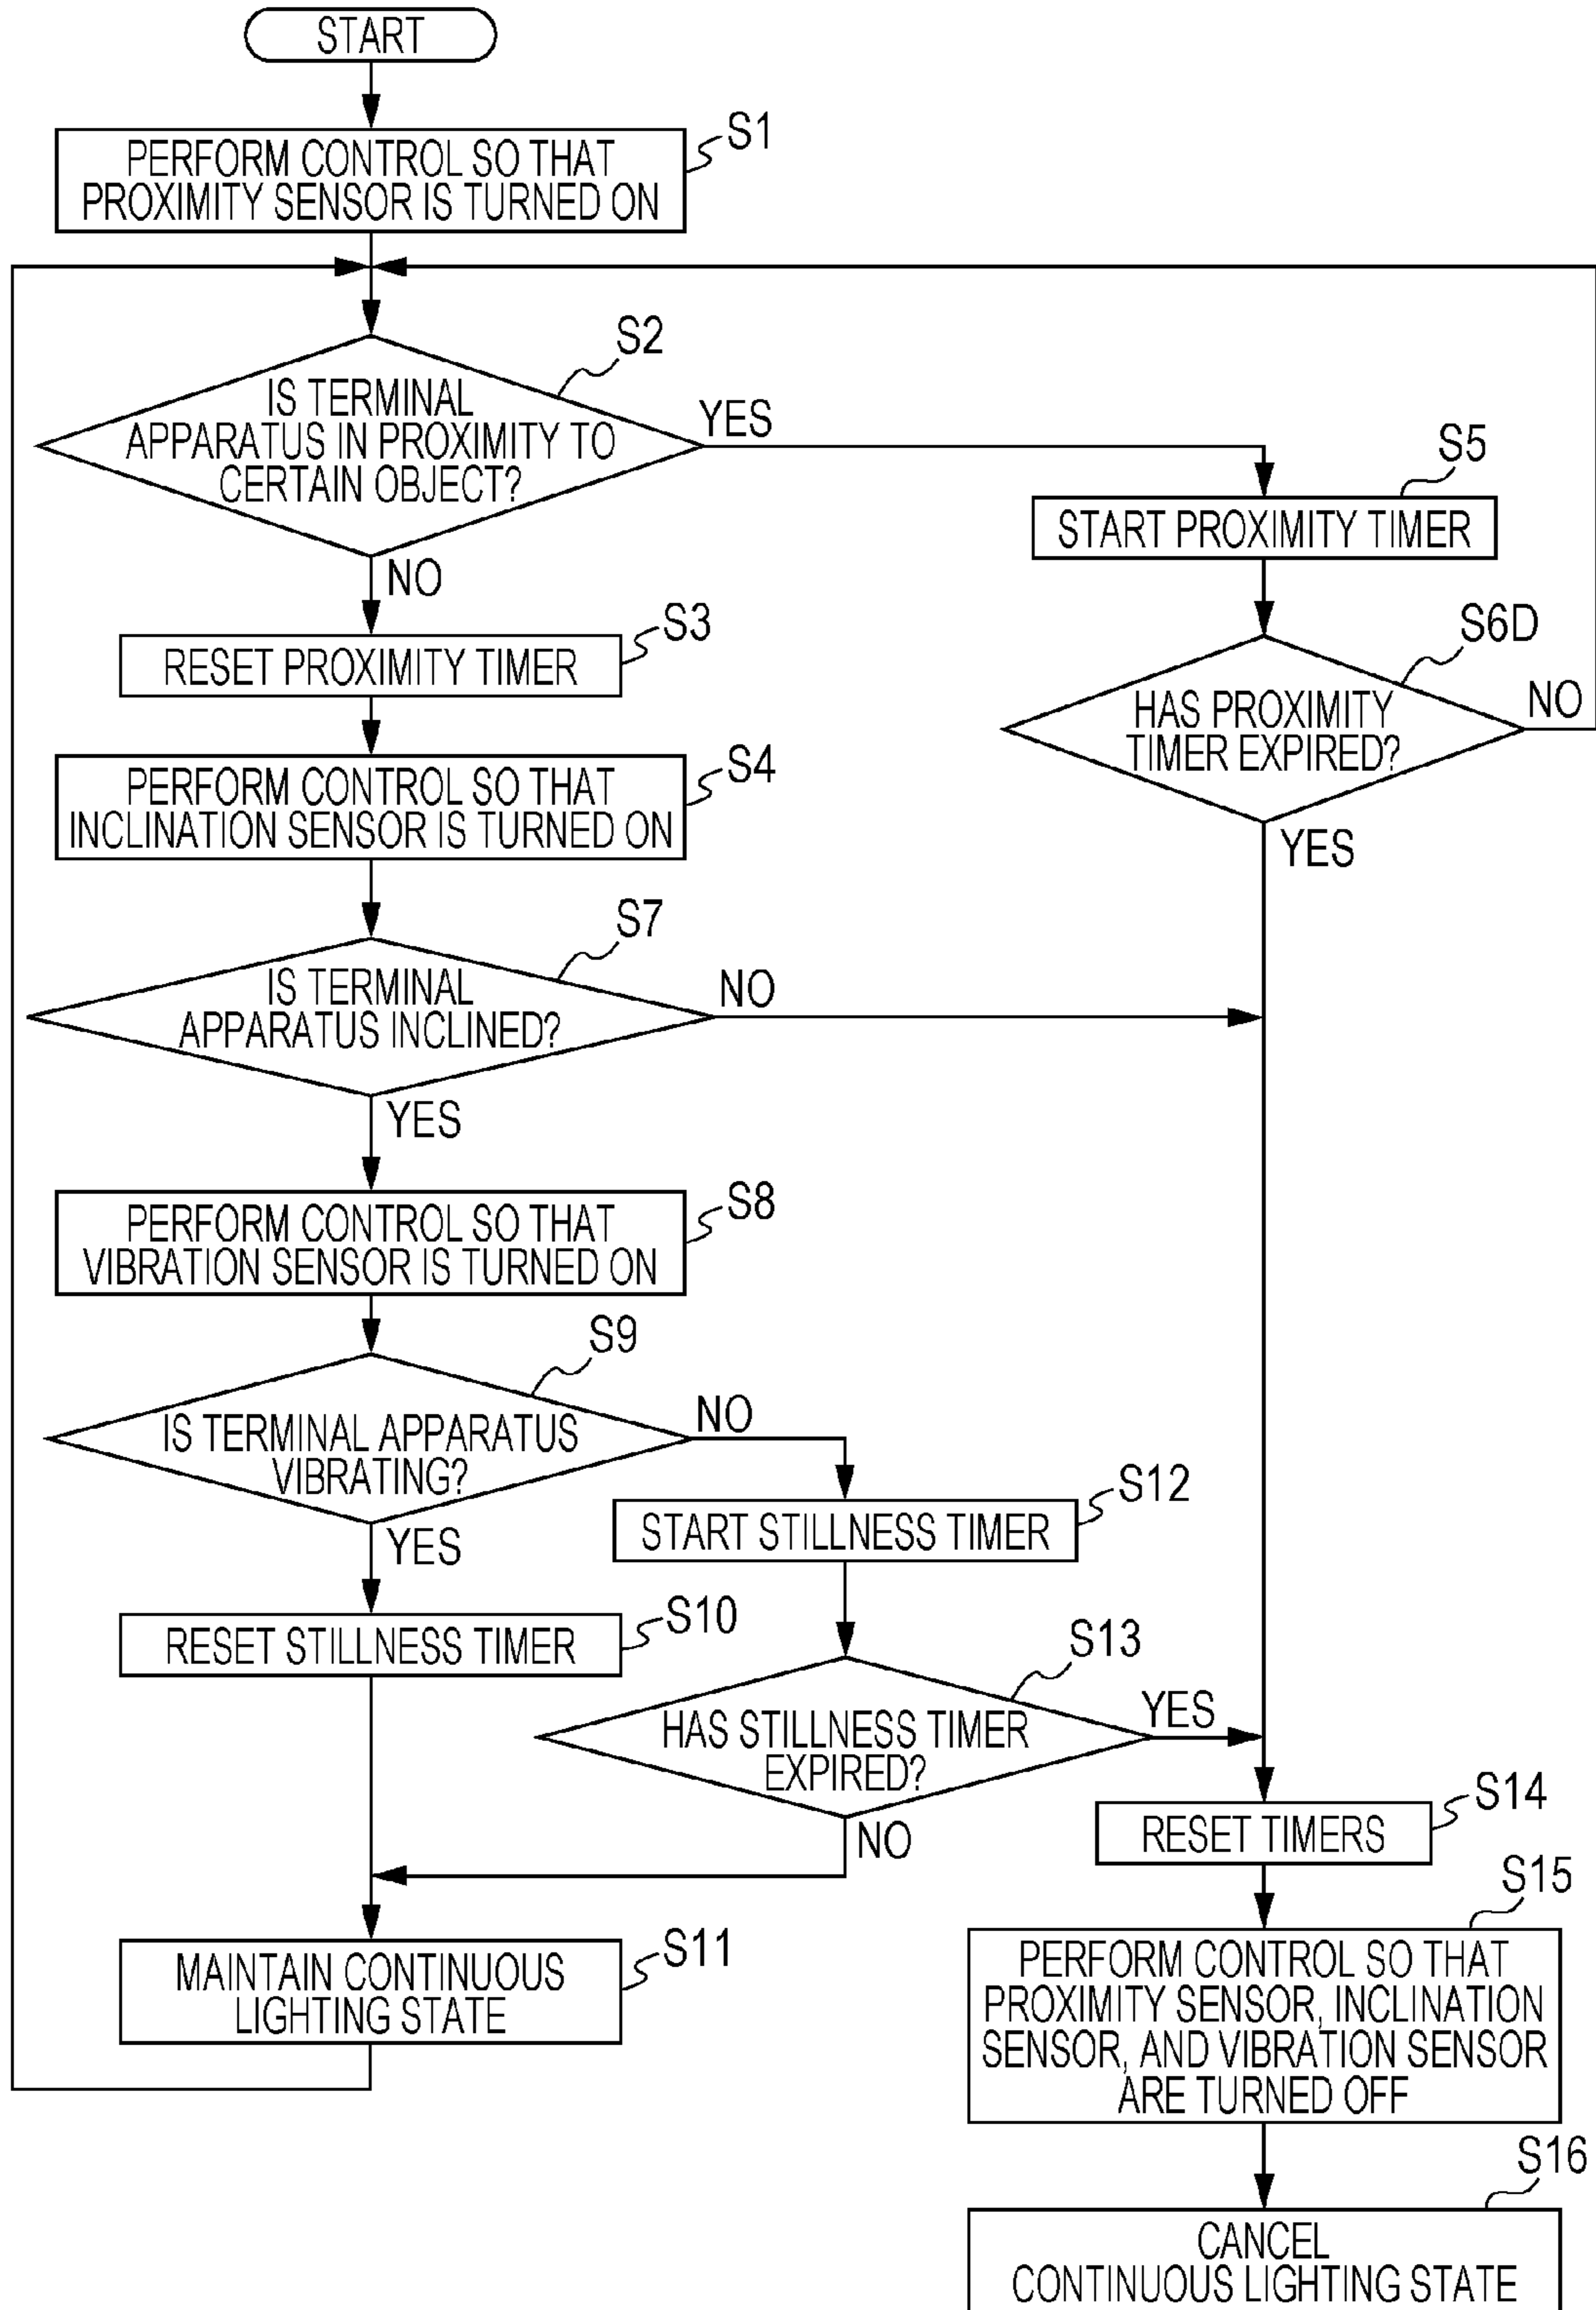 START
S1
PERFORM CONTROL SO THAT
PROXIMITY SENSOR IS TURNED ON
S2
IS TERMINAL
APPARATUS IN PROXIMITY TO
CERTAIN OBJECT?
YES
NO
S5
START PROXIMITY TIMER
S3
RESET PROXIMITY TIMER
S6D
HAS PROXIMITY
TIMER EXPIRED?
NO
YES
S4
PERFORM CONTROL SO THAT
INCLINATION SENSOR IS TURNED ON
S7
IS TERMINAL
APPARATUS INCLINED?
NO
YES
S8
PERFORM CONTROL SO THAT
VIBRATION SENSOR IS TURNED ON
S9
IS TERMINAL APPARATUS
VIBRATING?
NO
YES
S12
START STILLNESS TIMER
S10
RESET STILLNESS TIMER
S13
HAS STILLNESS TIMER
EXPIRED?
YES
NO
S14
RESET TIMERS
S11
MAINTAIN CONTINUOUS
LIGHTING STATE
S15
PERFORM CONTROL SO THAT
PROXIMITY SENSOR, INCLINATION
SENSOR, AND VIBRATION SENSOR
ARE TURNED OFF
S16
CANCEL
CONTINUOUS LIGHTING STATE